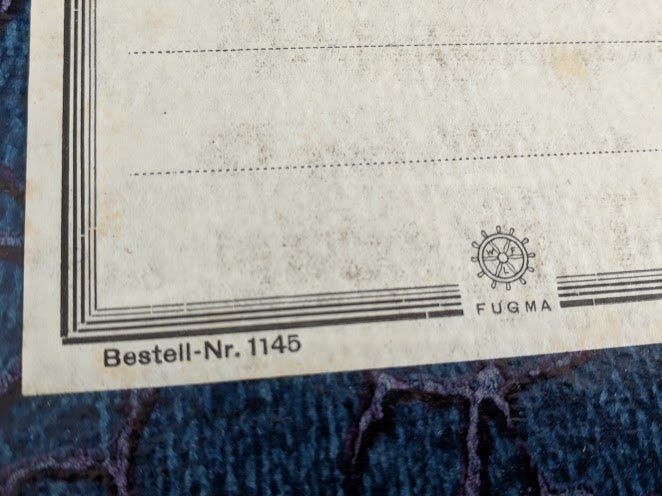 W F
L
FUGMA
Bestell-Nr. 1145